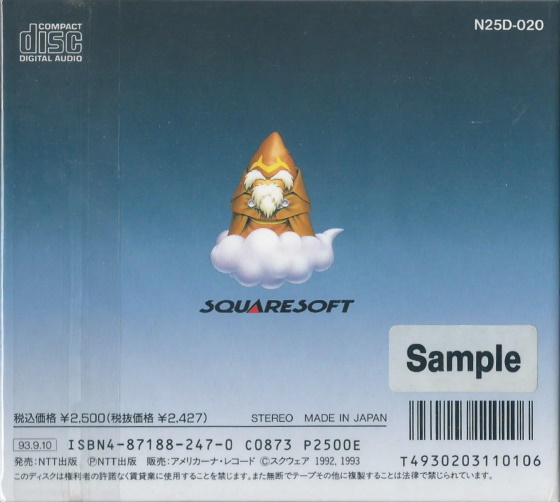 COMPACT
disc
DIGITAL AUDIO
N25D-020
SQUARESOFT
Sample
税込価格 ¥2,500(税抜価格 ¥2,427)
STEREO MADE IN JAPAN
93.9.10 ISBN4-87188-247-0 C0873 P2500E
発売:NTT出版 ⓅNTT出版 販売:アメリカーナ・レコード Ⓒスクウェア 1992, 1993
T4930203110106
このディスクは権利者の許諾なく賃貸業に使用することを禁じます。また無断でテープその他に複製することは法律で禁じられています。